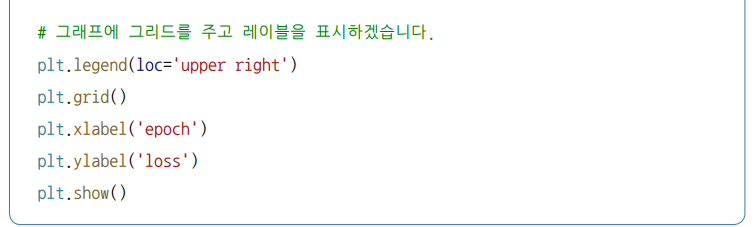 # 그래프에 그리드를 주고 레이블을 표시하겠습니다.
plt.legend(loc='upper right')
plt.grid()
plt.xlabel('epoch')
plt.ylabel('loss')
plt.show()